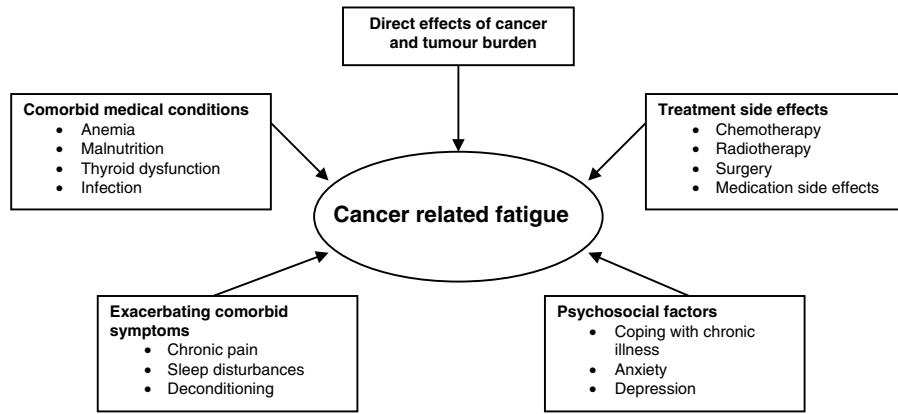 Direct effects of cancer
and tumour burden
Comorbid medical conditions
• Anemia
• Malnutrition
• Thyroid dysfunction
• Infection
Treatment side effects
• Chemotherapy
• Radiotherapy
• Surgery
• Medication side effects
Cancer related fatigue
Exacerbating comorbid
symptoms
• Chronic pain
• Sleep disturbances
• Deconditioning
Psychosocial factors
• Coping with chronic
illness
• Anxiety
• Depression